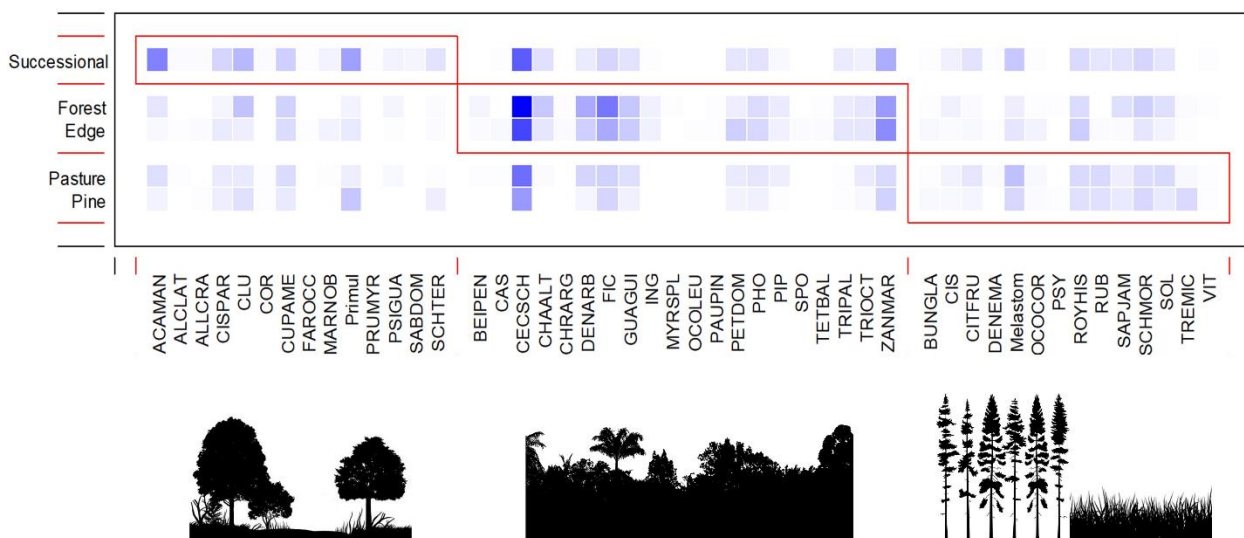 Successional
Forest
Edge
Pasture
Pine
ACAMAN
ALCLAT
ALLCRA
CISPAR
CLU
COR
CUPAME
FAROCC
MARNOB
Primul
PRUMYR
PSIGUA
SABDOM
SCHTER
BEIPEN
CAS
CECSCH
CHAALT
CHRARG
DENARB
FIC
GUAGUI
ING
MYRSPL
OCOLEU
PAUPIN
PETDOM
PHO
PIP
SPO
TETBAL
TRIPAL
TRIOCT
ZANMAR
BUNGLA
CIS
CITFRU
DENEMA
Melastom
OCOCOR
PSY
ROYHIS
RUB
SAPJAM
SCHMOR
SOL
TREMIC
VIT